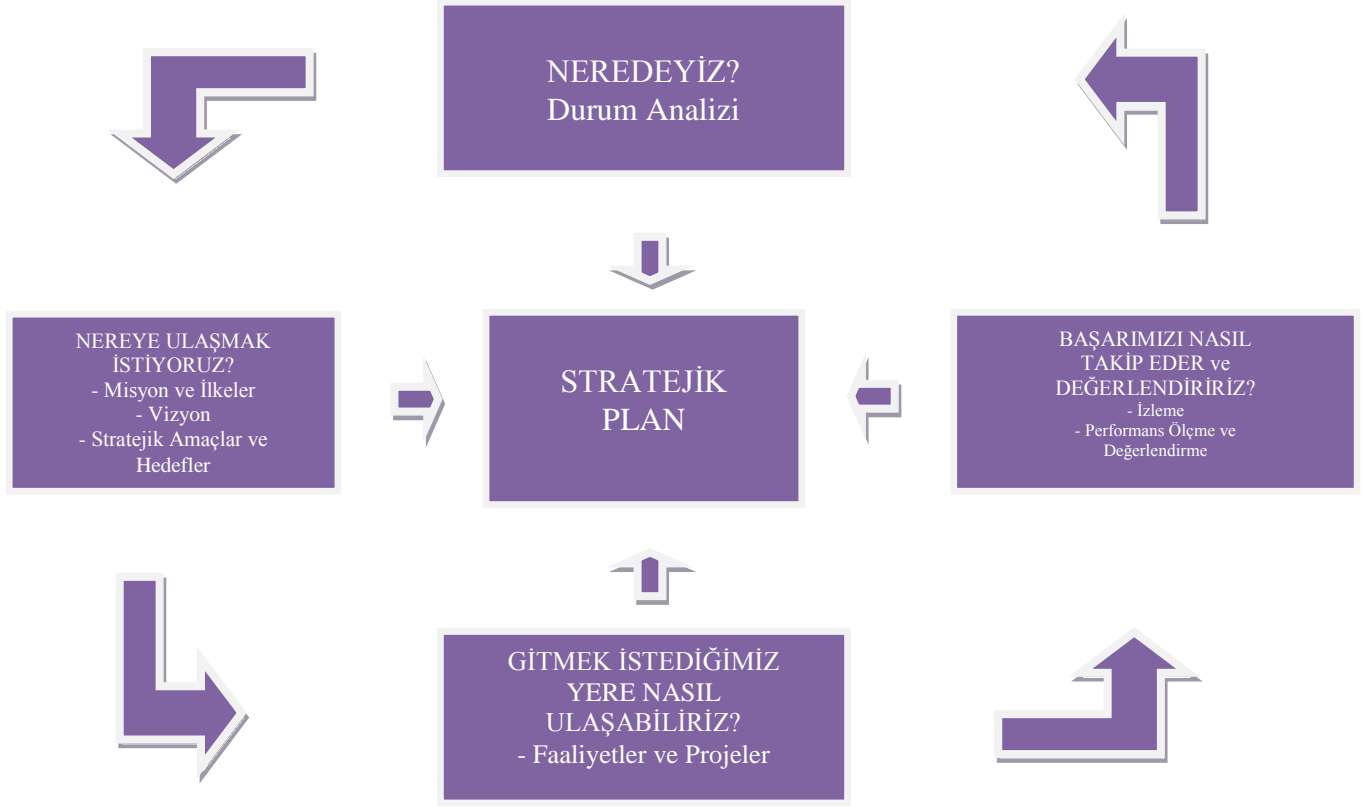 NEREDEYİZ?
Durum Analizi
NEREYE ULAŞMAK
İSTİYORUZ?
- Misyon ve İlkeler
- Vizyon
- Stratejik Amaçlar ve
Hedefler
STRATEJİK
PLAN
BAŞARIMIZI NASIL
TAKİP EDER ve
DEĞERLENDİRİRİZ?
- İzleme
- Performans Ölçme ve
Değerlendirme
GİTMEK İSTEDİĞİMİZ
YERE NASIL
ULAŞABİLİRİZ?
- Faaliyetler ve Projeler